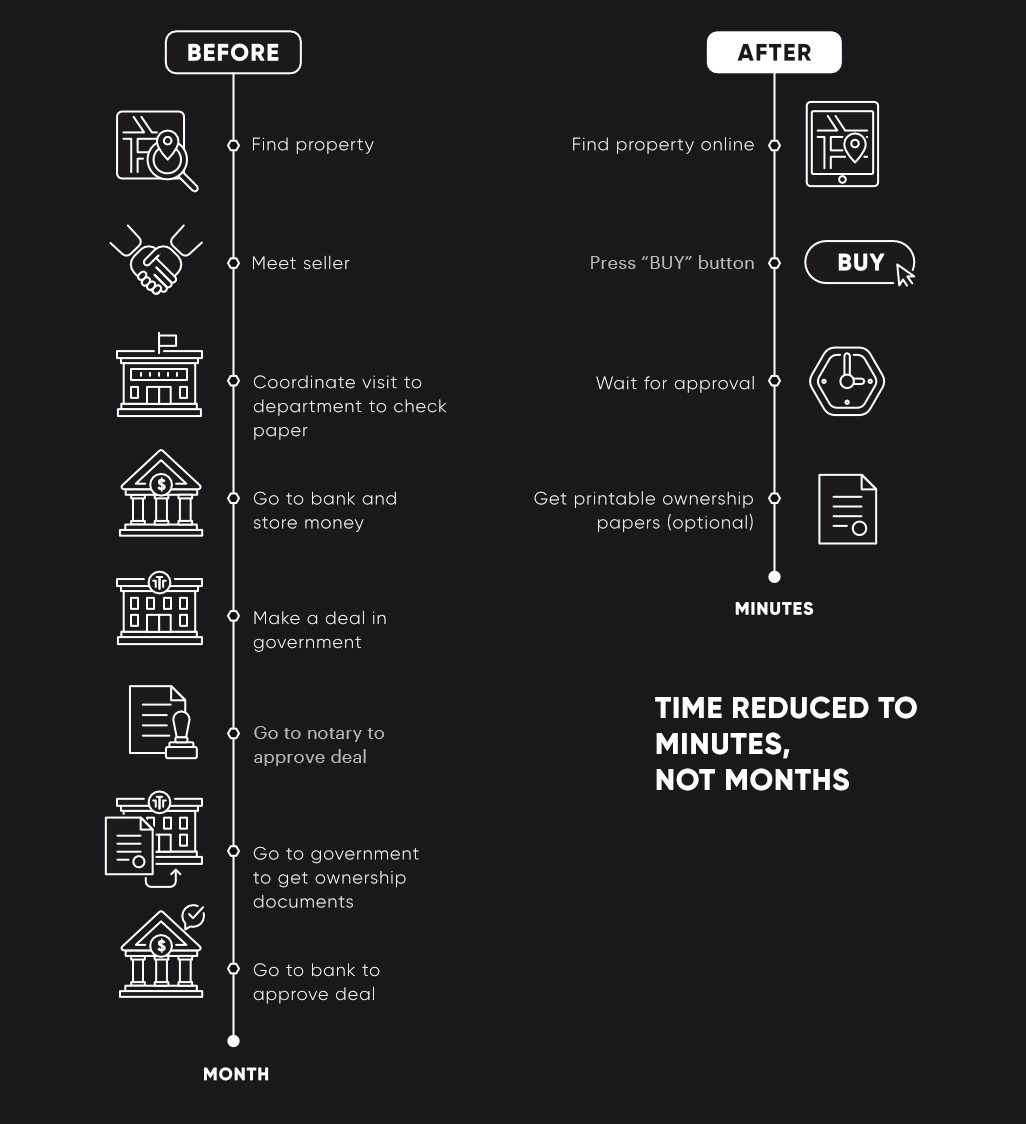 BEFORE
Find property
Meet seller
Coordinate visit to
department to check
paper
$
Go to bank and
store money
Make a deal in
government
Go to notary to
approve deal
Go to government
to get ownership
documents
$
Go to bank to
approve deal
MONTH
AFTER
Find property online
Press “BUY” button
BUY
Wait for approval
Get printable ownership
papers (optional)
MINUTES
TIME REDUCED TO
MINUTES,
NOT MONTHS